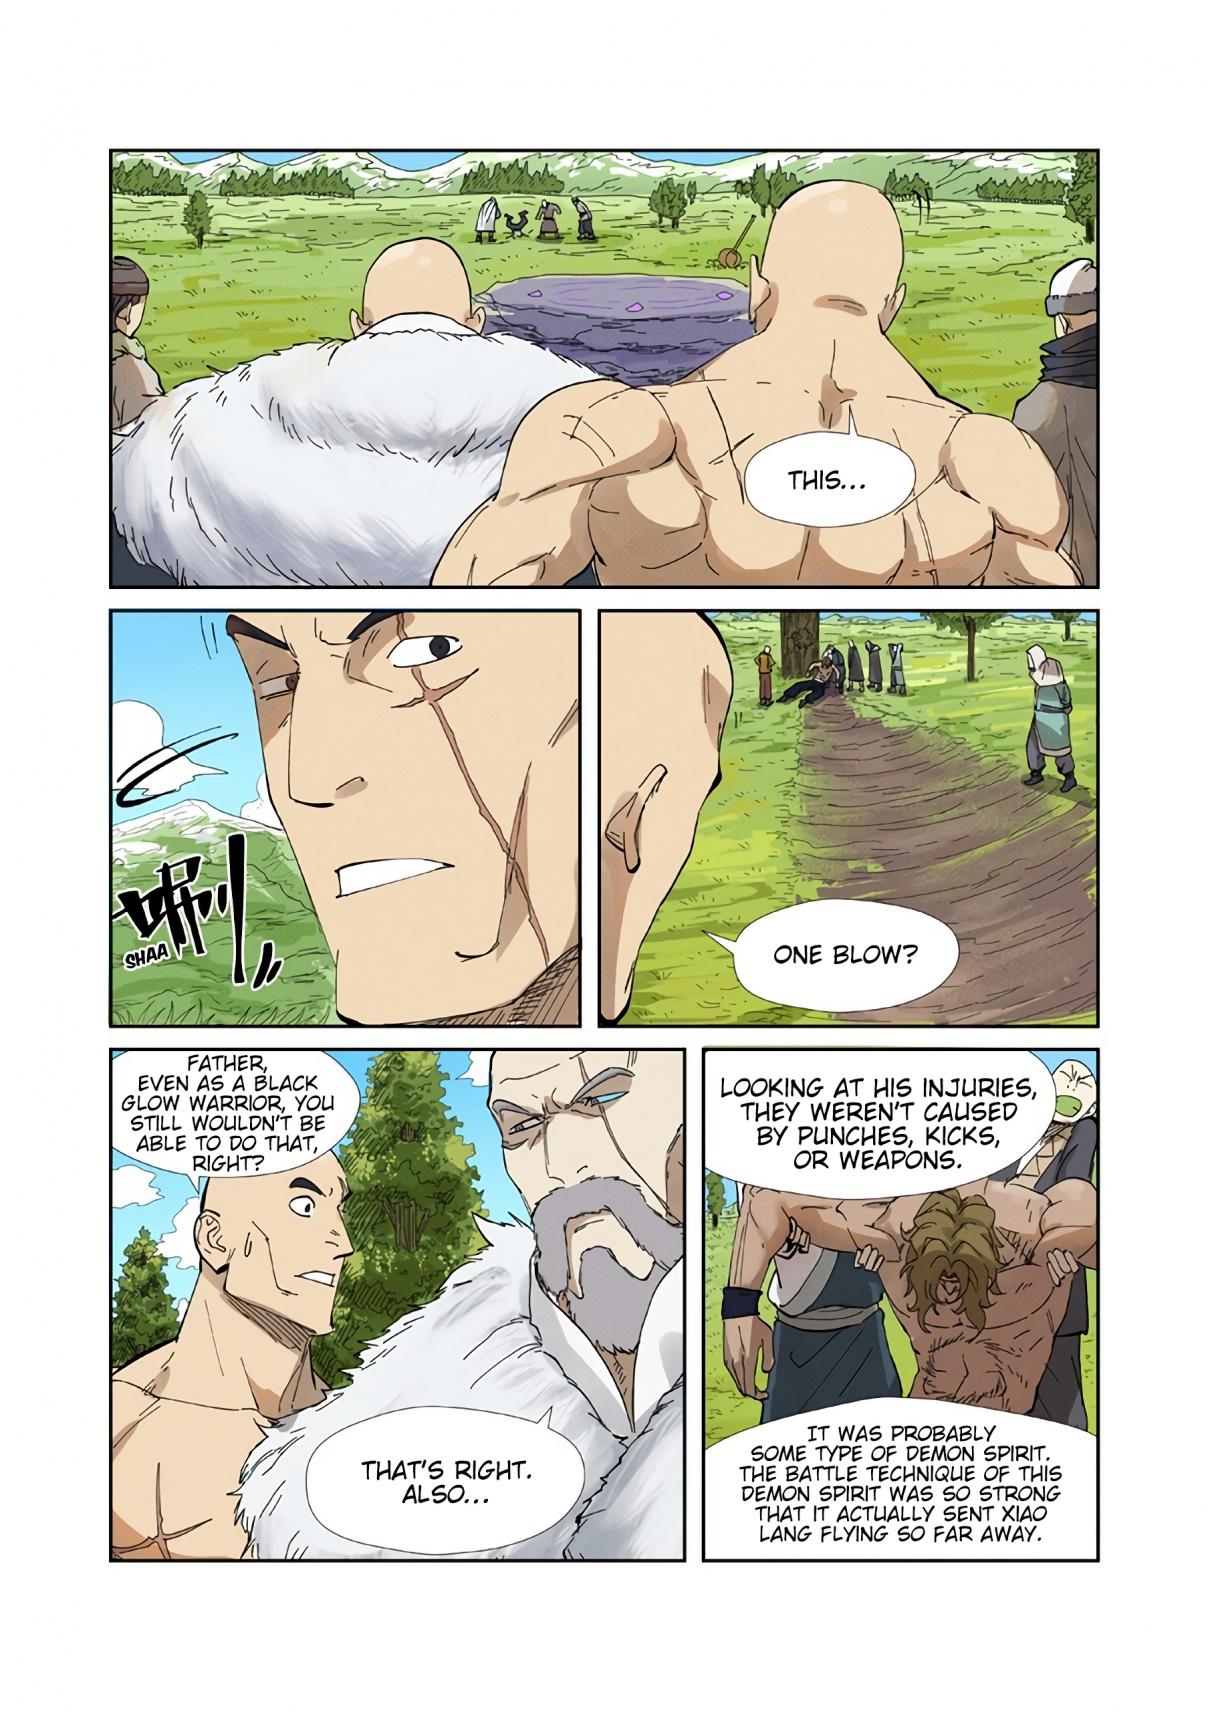 THIS...
唰
SHAA
ONE BLOW?
FATHER,
EVEN AS A BLACK
GLOW WARRIOR, YOU
STILL WOULDN'T BE
ABLE TO DO THAT,
RIGHT?
THAT'S RIGHT.
ALSO...
LOOKING AT HIS INJURIES,
THEY WEREN'T CAUSED
BY PUNCHES, KICKS,
OR WEAPONS.
IT WAS PROBABLY
SOME TYPE OF DEMON SPIRIT.
THE BATTLE TECHNIQUE OF THIS
DEMON SPIRIT WAS SO STRONG
THAT IT ACTUALLY SENT XIAO
LANG FLYING SO FAR AWAY.